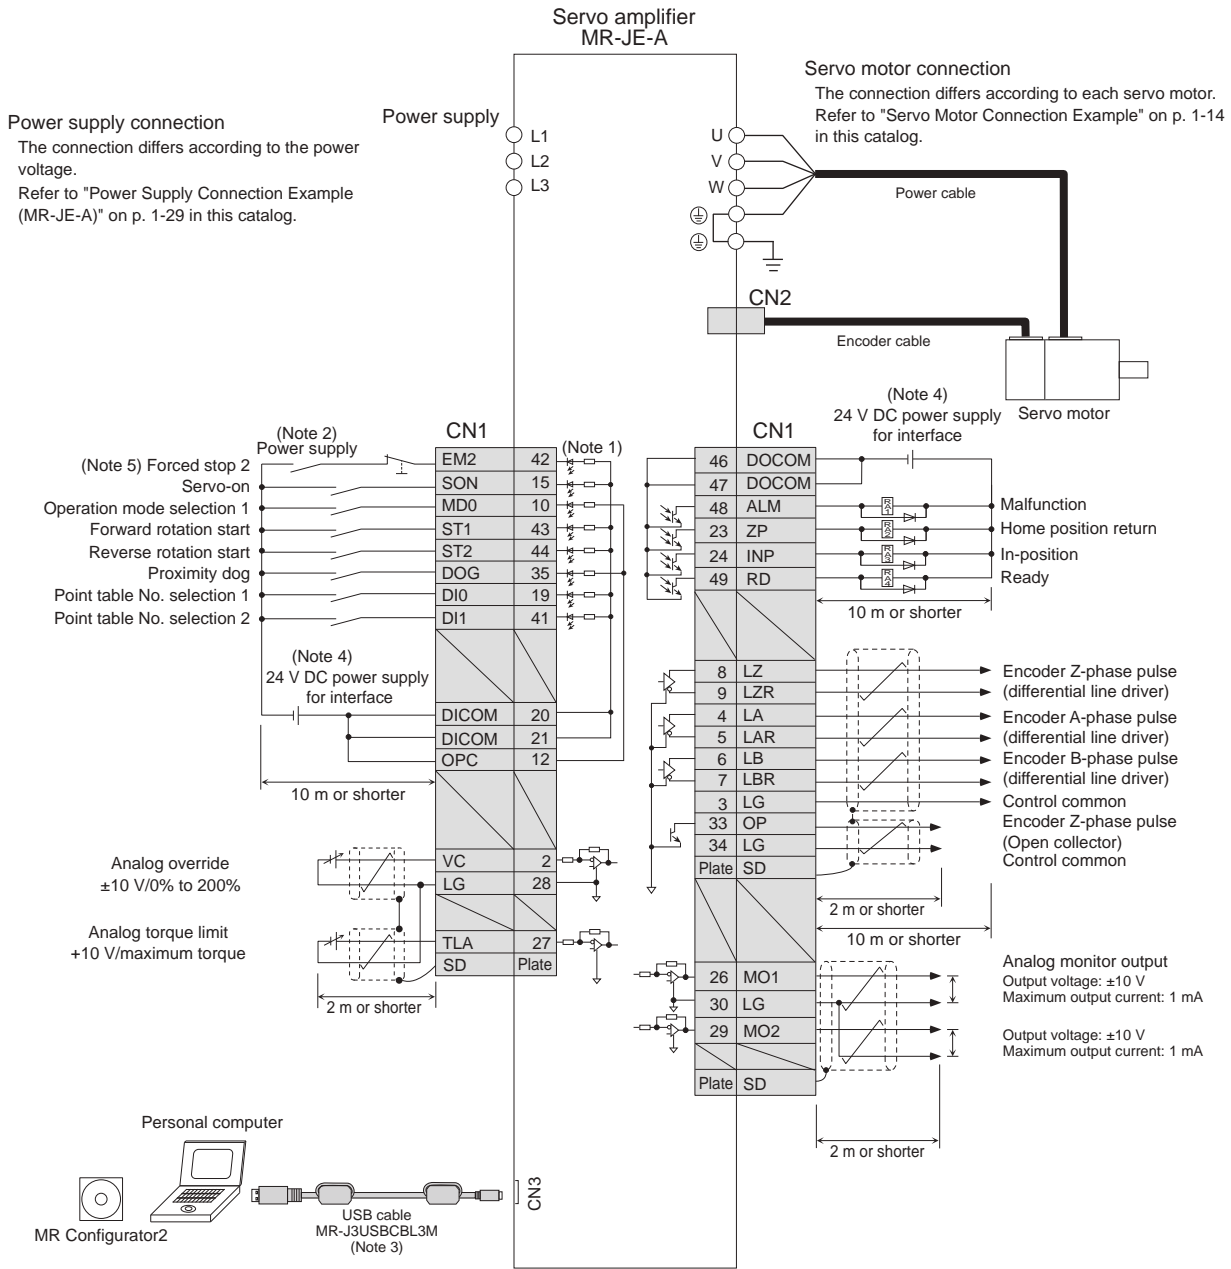 Servo amplifier
MR-JE-A
Power supply connection
The connection differs according to the power
voltage.
Refer to "Power Supply Connection Example
(MR-JE-A)" on p. 1-29 in this catalog.
Power supply
L1
L2
L3
U
V
W
Servo motor connection
The connection differs according to each servo motor.
Refer to "Servo Motor Connection Example" on p. 1-14
in this catalog.
Power cable
CN2
Encoder cable
Servo motor
(Note 2)
Power supply
CN1
(Note 1)
(Note 5) Forced stop 2
EM2 42
Servo-on
SON 15
Operation mode selection 1
MD0 10
Forward rotation start
ST1 43
Reverse rotation start
ST2 44
Proximity dog
DOG 35
Point table No. selection 1
DI0 19
Point table No. selection 2
DI1 41
(Note 4)
24 V DC power supply
for interface
DICOM 20
DICOM 21
OPC 12
10 m or shorter
Analog override
±10 V/0% to 200%
VC 2
LG 28
Analog torque limit
+10 V/maximum torque
TLA 27
SD Plate
2 m or shorter
(Note 4)
24 V DC power supply
for interface
CN1
46 DOCOM
47 DOCOM
48 ALM
RA1
Malfunction
23 ZP
RA2
Home position return
24 INP
RA3
In-position
49 RD
RA4
Ready
10 m or shorter
8 LZ
Encoder Z-phase pulse
9 LZR
(differential line driver)
4 LA
Encoder A-phase pulse
5 LAR
(differential line driver)
6 LB
Encoder B-phase pulse
7 LBR
(differential line driver)
3 LG
Control common
33 OP
Encoder Z-phase pulse
(Open collector)
34 LG
Control common
Plate SD
2 m or shorter
10 m or shorter
Analog monitor output
26 MO1
Output voltage: ±10 V
Maximum output current: 1 mA
30 LG
29 MO2
Output voltage: ±10 V
Maximum output current: 1 mA
Plate SD
2 m or shorter
Personal computer
MR Configurator2
USB cable
MR-J3USBCBL3M
(Note 3)
CN3